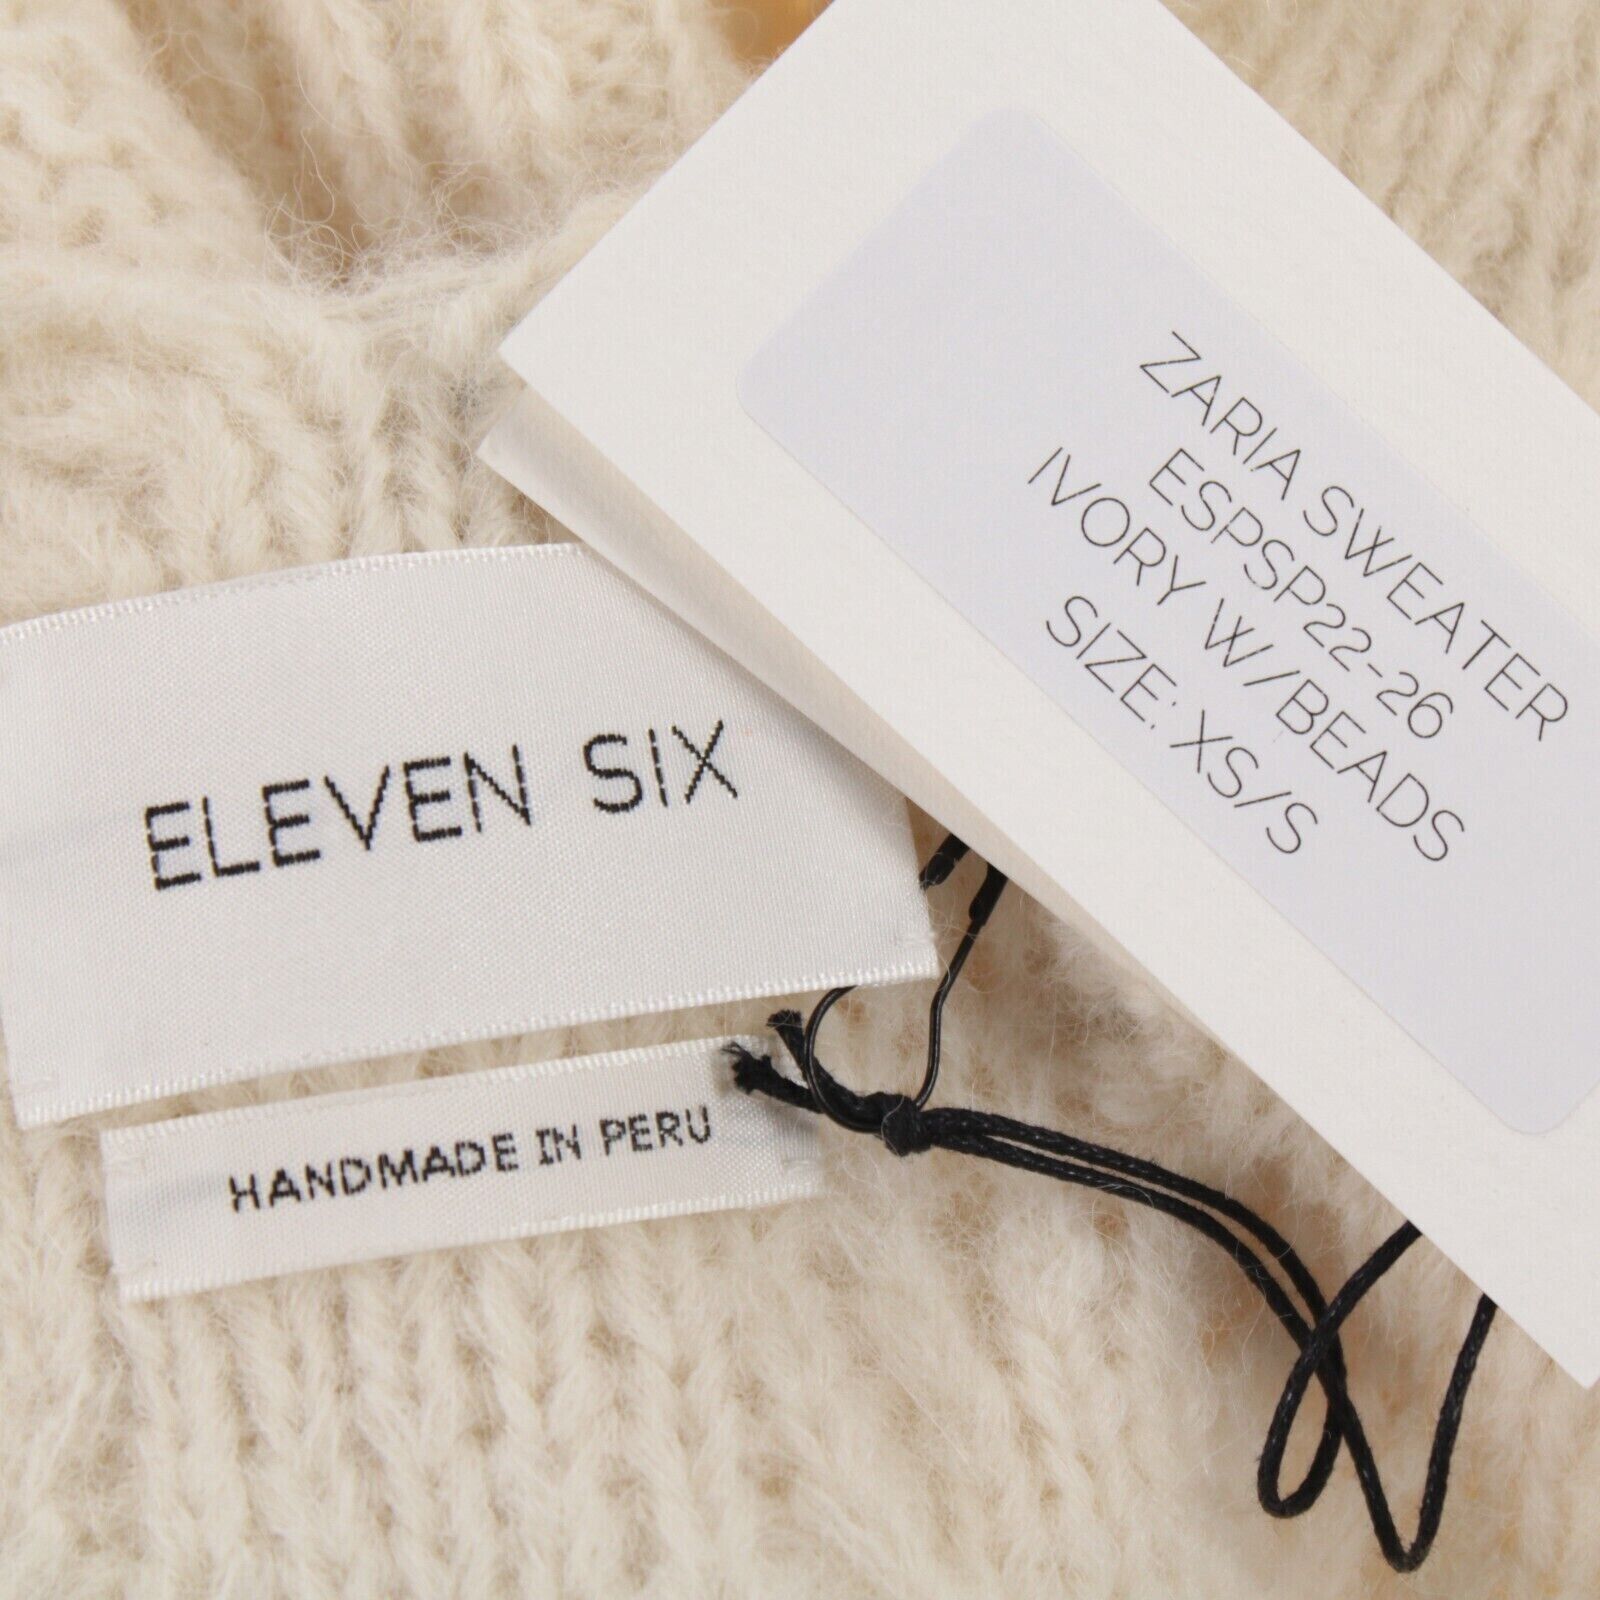 ZARIA SWEATER
ESPSP22-26
IVORY W/BEADS
SIZE: XS/S
ELEVEN SIX
HANDMADE IN PERU